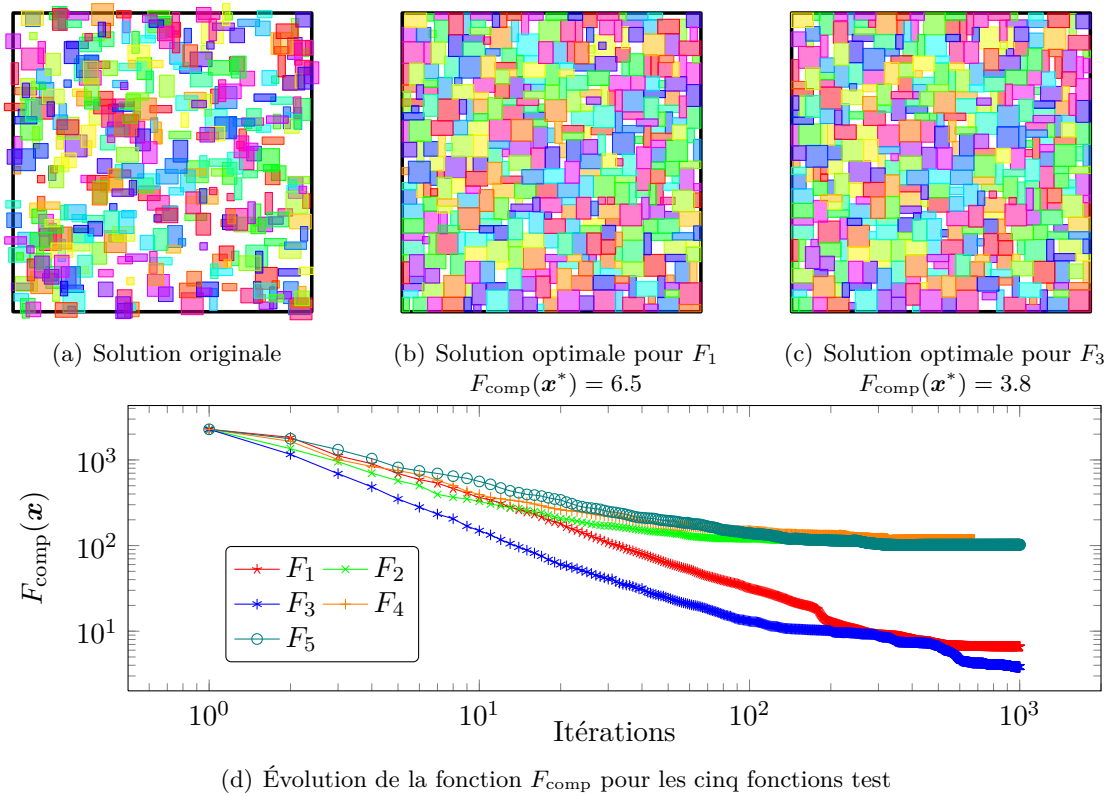 (a) Solution originale
(b) Solution optimale pour F₁
F_comp(x*) = 6.5
(c) Solution optimale pour F₃
F_comp(x*) = 3.8
F_comp(x)
10³
10²
10¹
F₁ F₂
F₃ F₄
F₅
10⁰ 10¹ 10² 10³
Itérations
(d) Évolution de la fonction F_comp pour les cinq fonctions test